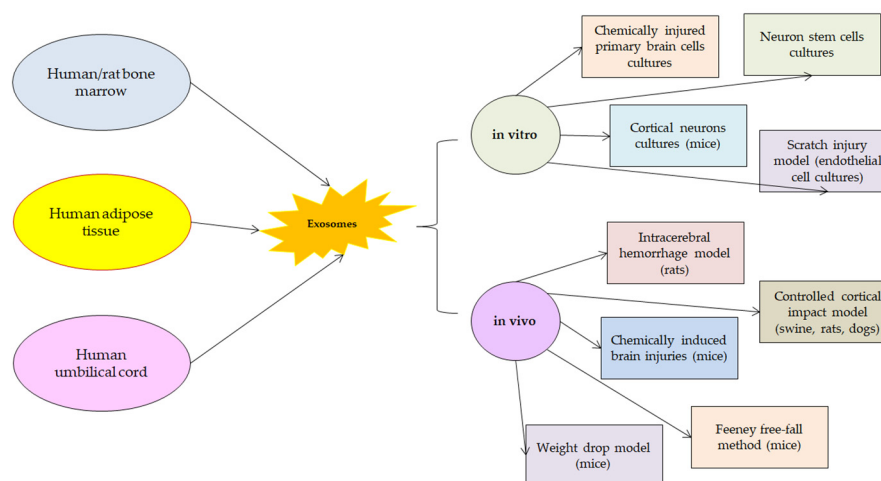 Human/rat bone
marrow
Human adipose
tissue
Human
umbilical cord
Exosomes
in vitro
Chemically injured
primary brain cells
cultures
Neuron stem cells
cultures
Cortical neurons
cultures (mice)
Scratch injury
model (endothelial
cell cultures)
in vivo
Intracerebral
hemorrhage model
(rats)
Controlled cortical
impact model
(swine, rats, dogs)
Chemically induced
brain injuries (mice)
Feeney free-fall
method (mice)
Weight drop model
(mice)